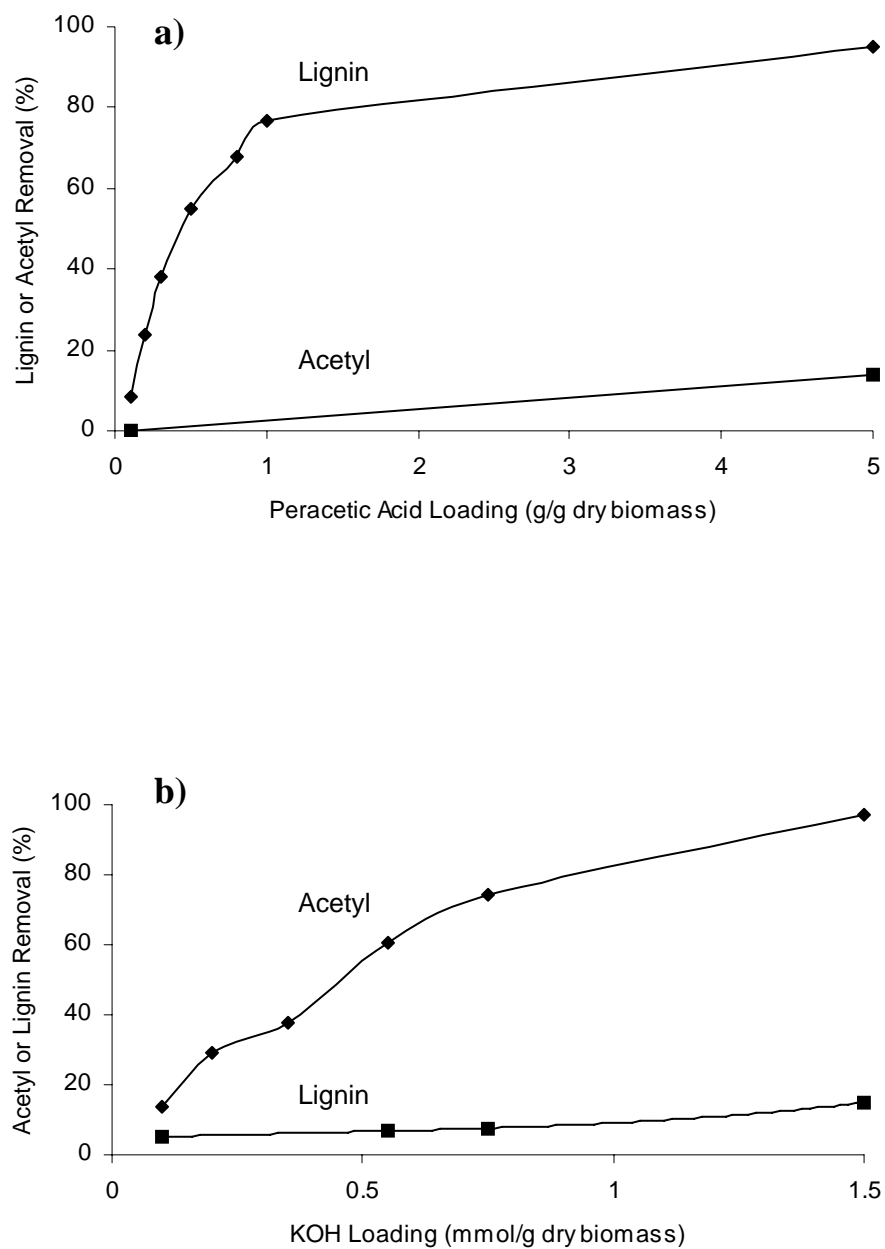 a)
100
80
60
40
20
0
Lignin or Acetyl Removal (%)
Lignin
Acetyl
0 1 2 3 4 5
Peracetic Acid Loading (g/g dry biomass)
b)
100
80
60
40
20
0
Acetyl or Lignin Removal (%)
Acetyl
Lignin
0 0.5 1 1.5
KOH Loading (mmol/g dry biomass)